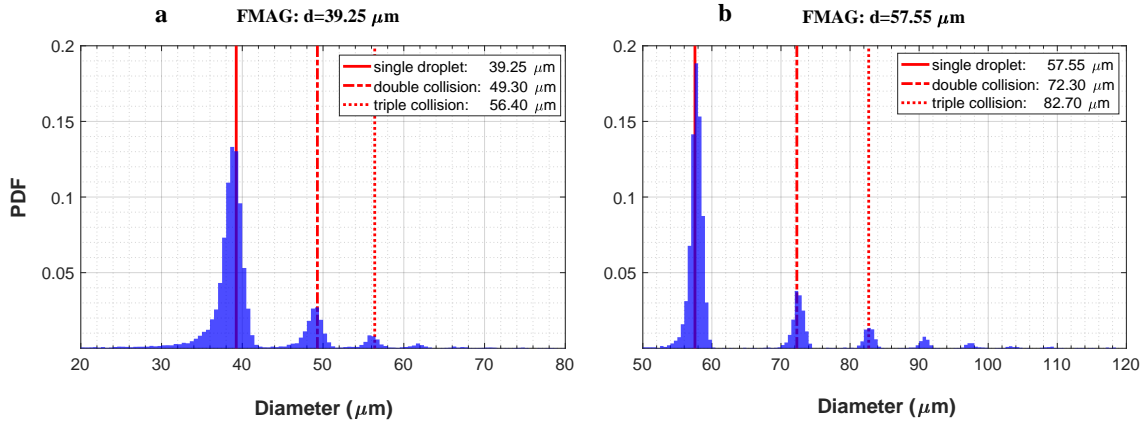 a
FMAG: d=39.25 μm
0.2
0.15
0.1
0.05
PDF
single droplet: 39.25 μm
double collision: 49.30 μm
triple collision: 56.40 μm
20 30 40 50 60 70 80
Diameter (μm)
b
FMAG: d=57.55 μm
0.2
0.15
0.1
0.05
single droplet: 57.55 μm
double collision: 72.30 μm
triple collision: 82.70 μm
50 60 70 80 90 100 110 120
Diameter (μm)